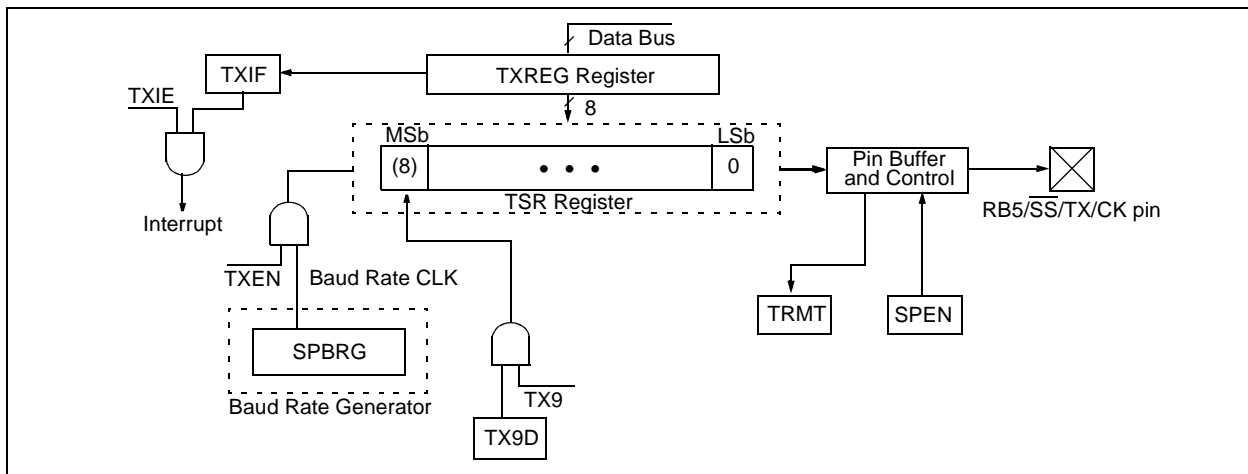 Data Bus
TXIF
TXREG Register
TXIE
8
MSb
LSb
(8)
• • •
0
Pin Buffer
and Control
TSR Register
RB5/SS/TX/CK pin
Interrupt
TXEN
Baud Rate CLK
TRMT
SPEN
SPBRG
TX9
Baud Rate Generator
TX9D